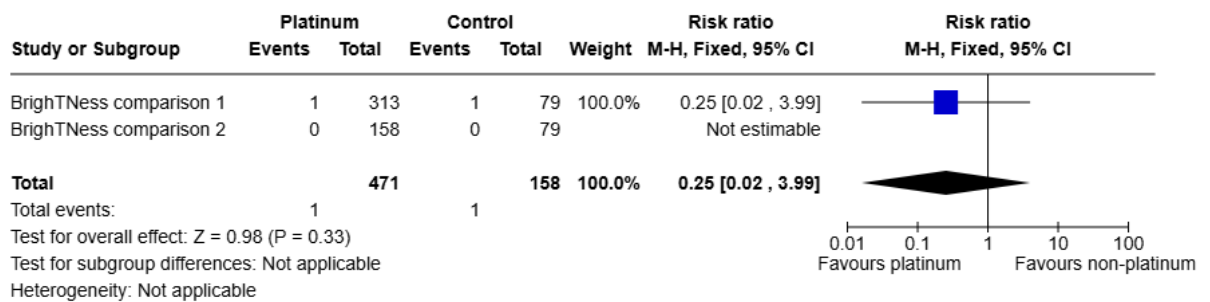 Platinum Control Risk ratio Risk ratio
Study or Subgroup Events Total Events Total Weight M-H, Fixed, 95% CI M-H, Fixed, 95% CI
BrighTNess comparison 1 1 313 1 79 100.0% 0.25 [0.02 , 3.99]
BrighTNess comparison 2 0 158 0 79 Not estimable
Total 471 158 100.0% 0.25 [0.02 , 3.99]
Total events: 1 1
Test for overall effect: Z = 0.98 (P = 0.33)
0.01 0.1 1 10 100
Test for subgroup differences: Not applicable
Favours platinum Favours non-platinum
Heterogeneity: Not applicable